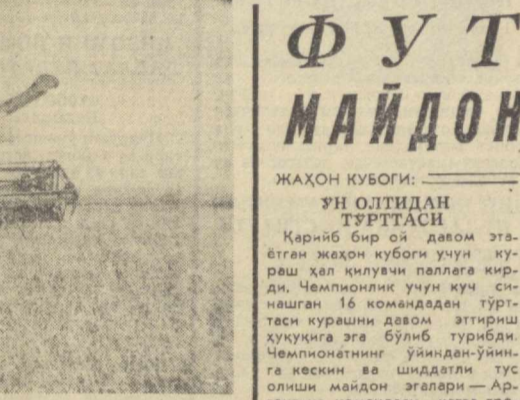 ФУТ
МАЙДОН
ЖАҲОН КУБОГИ:
ЎН ОЛТИДАН
ТЎРТТАСИ
Қарийб бир ой давом эта-
ётган жаҳон кубоги учун ку-
раш ҳал қилувчи паллага кир-
ди. Чемпионлик учун куч си-
нашган 16 командадан тўрт-
таси курашни давом эттириш
ҳуқуқига эга бўлиб турибди.
Чемпионатнинг ўйиндан-ўйин-
га кескин ва шиддатли тус
олиши майдон эгалари — Ар-